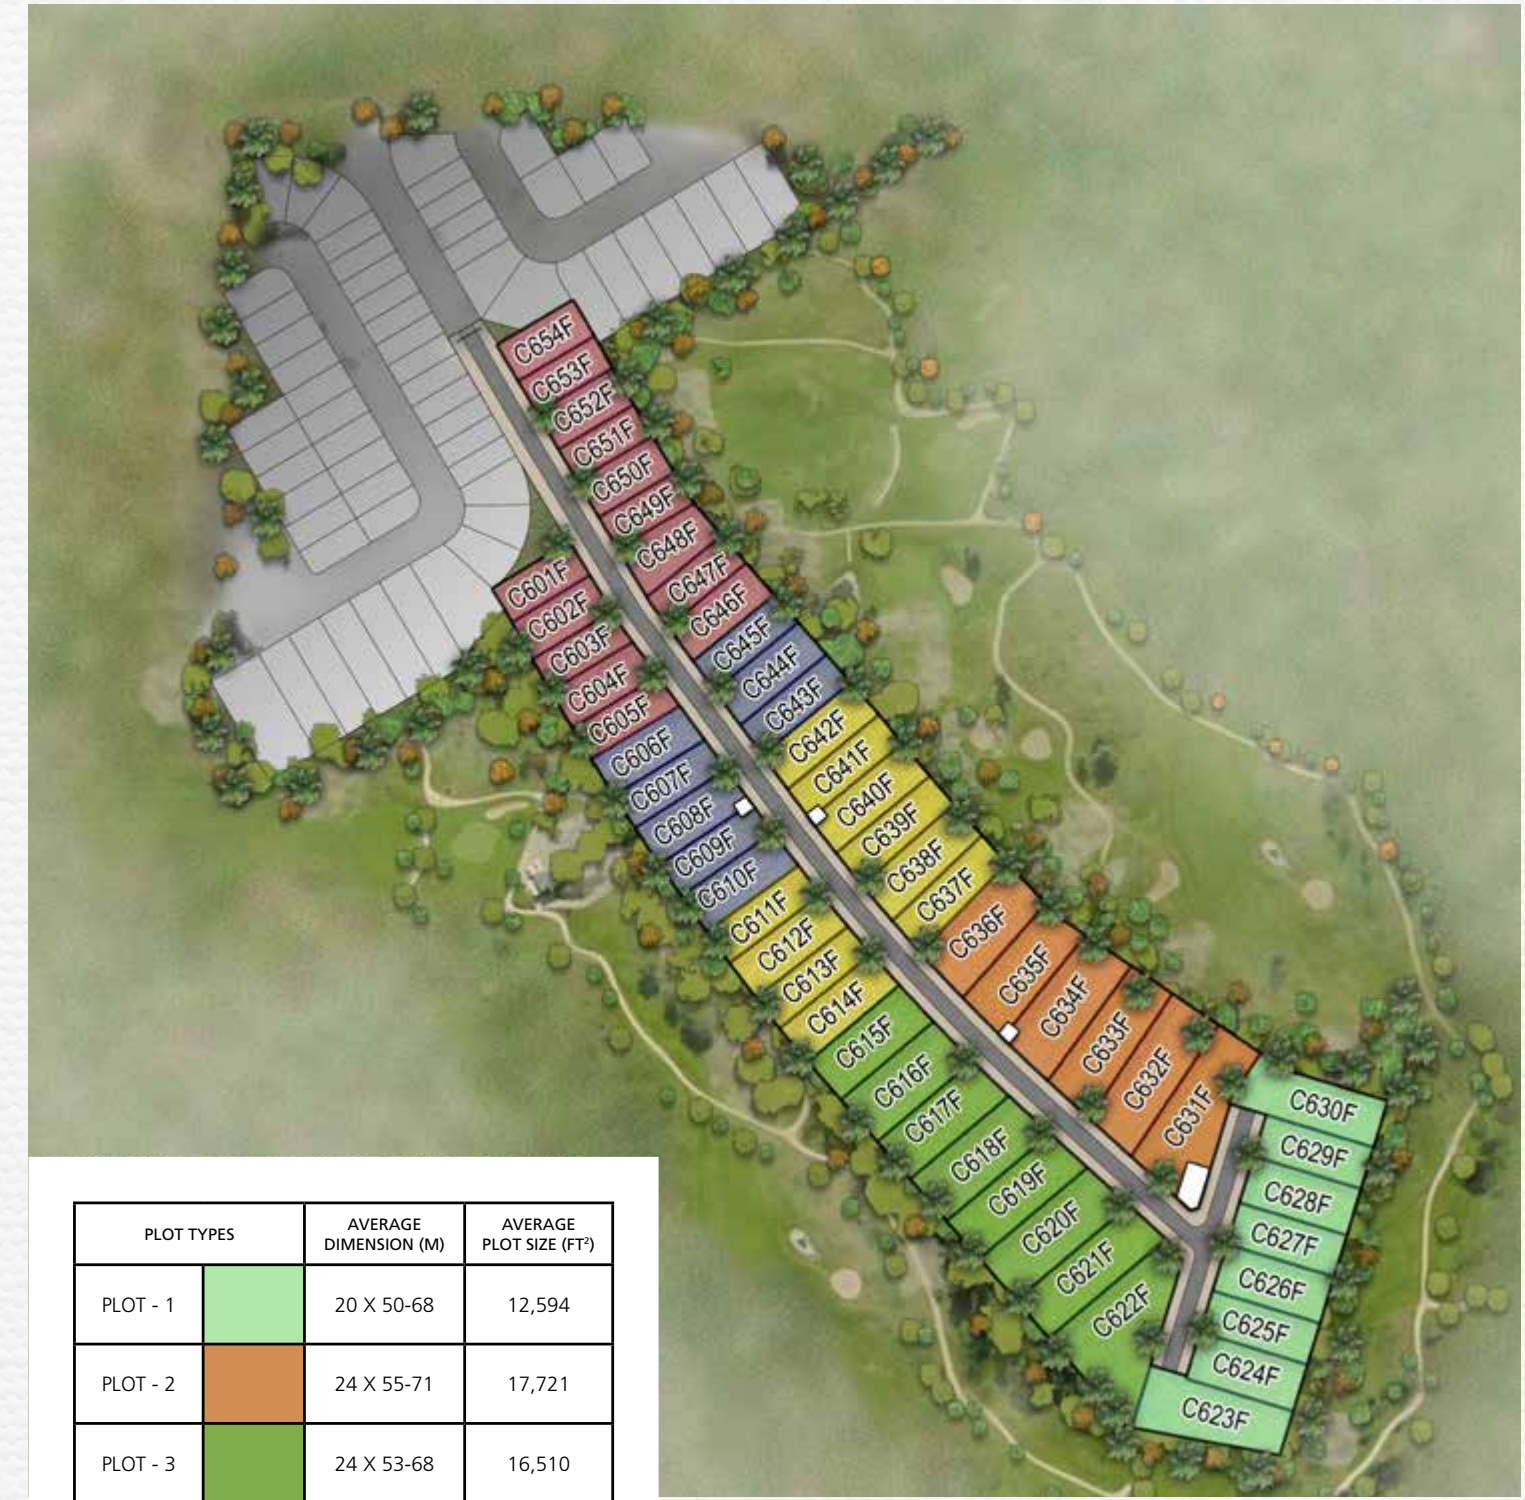 C654F
C653F
C652F
C651F
C650F
C649F
C648F
C647F
C646F
C645F
C644F
C643F
C642F
C641F
C640F
C639F
C638F
C637F
C636F
C635F
C634F
C633F
C632F
C631F
C630F
C629F
C628F
C627F
C626F
C625F
C624F
C623F
C601F
C602F
C603F
C604F
C605F
C606F
C607F
C608F
C609F
C610F
C611F
C612F
C613F
C614F
C615F
C616F
C617F
C618F
C619F
C620F
C621F
C622F
PLOT TYPES
AVERAGE
DIMENSION (M)
AVERAGE
PLOT SIZE (FT²)
PLOT - 1
20 X 50-68
12,594
PLOT - 2
24 X 55-71
17,721
PLOT - 3
24 X 53-68
16,510